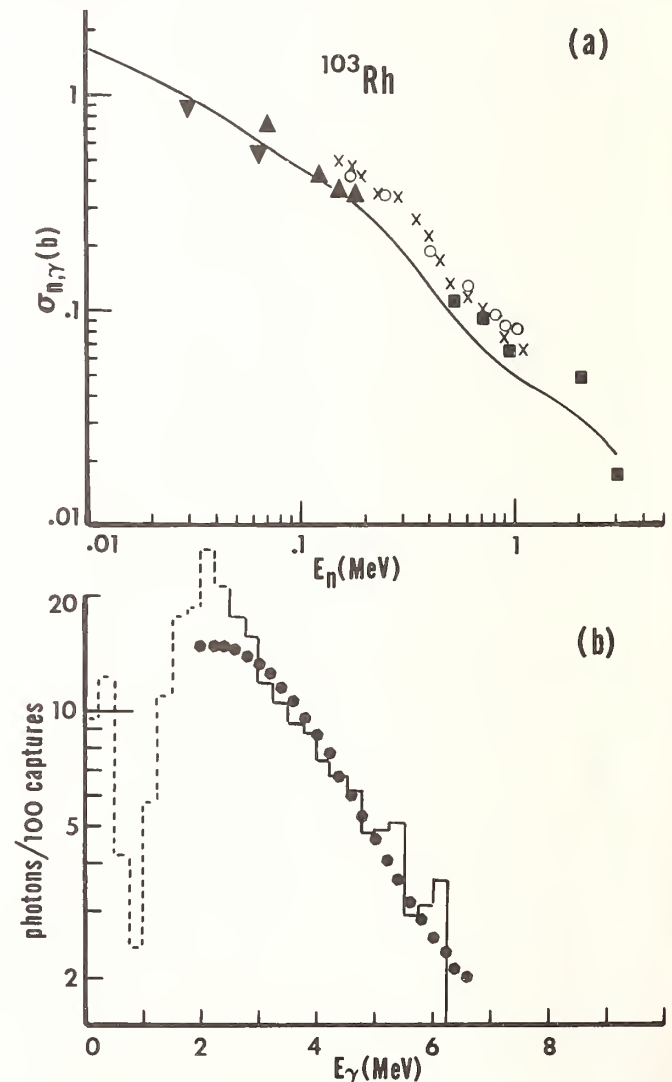 (a)
¹⁰³Rh
1
.1
.01
σn,γ(b)
.01 .1 1
En(MeV)
(b)
20
10
5
2
photons/100 captures
0 2 4 6 8
Eγ(MeV)